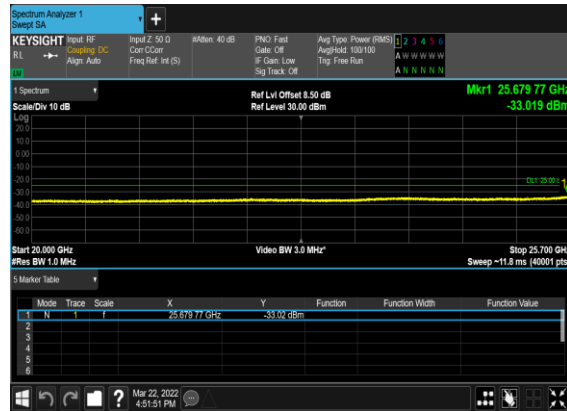 Spectrum Analyzer 1
Swept SA
+
KEYSIGHT Input: RF Input Z: 50 Ω #Atten: 40 dB PNO: Fast Avg Type: Power (RMS) 1 2 3 4 5 6
RL Coupling: DC Corr CCorr Gate: Off Avg|Hold: 100/100 A W W W W W
Align: Auto Freq Ref: Int (S) IF Gain: Low Trig: Free Run
Sig Track: Off A N N N N N
1 Spectrum Ref Lvl Offset 8.50 dB Mkr1 25.679 77 GHz
Scale/Div 10 dB Ref Level 30.00 dBm -33.019 dBm
Log
20.0
10.0
0.00
-10.0
-20.0
DL1 -25.00
-30.0
-40.0
-50.0
-60.0
Start 20.000 GHz Video BW 3.0 MHz* Stop 25.700 GHz
#Res BW 1.0 MHz Sweep ~11.8 ms (40001 pts
5 Marker Table
Mode Trace Scale X Y Function Function Width Function Value
1 N 1 f 25.679 77 GHz -33.02 dBm
2
3
4
5
6
? Mar 22, 2022
4:51:51 PM